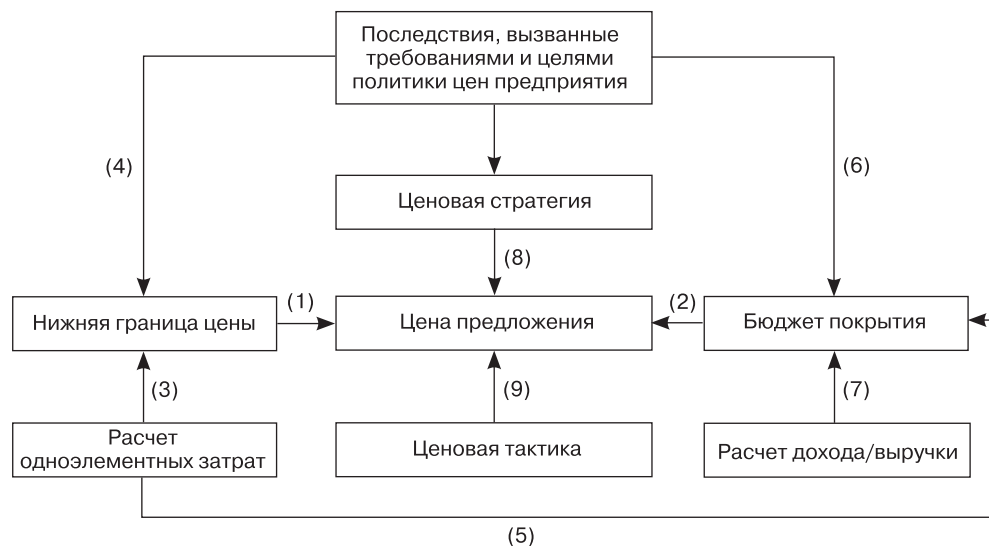 Последствия, вызванные
требованиями и целями
политики цен предприятия
(4)
(6)
Ценовая стратегия
(8)
Нижняя граница цены
(1)
Цена предложения
(2)
Бюджет покрытия
(3)
(9)
(7)
Расчет
одноэлементных затрат
Ценовая тактика
Расчет дохода/выручки
(5)